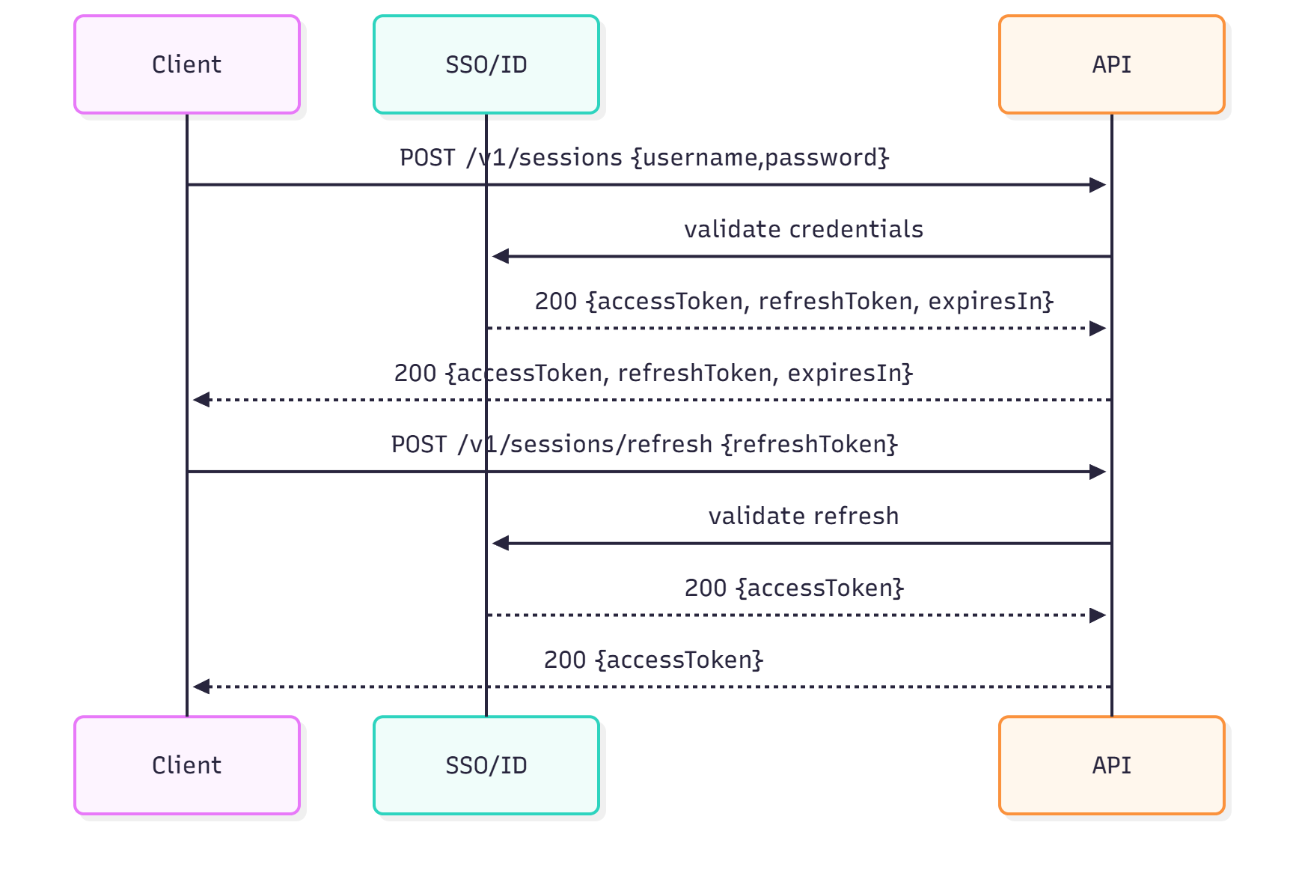 Client
SSO/ID
API
POST /v1/sessions {username,password}
validate credentials
200 {accessToken, refreshToken, expiresIn}
200 {accessToken, refreshToken, expiresIn}
POST /v1/sessions/refresh {refreshToken}
validate refresh
200 {accessToken}
200 {accessToken}
Client
SSO/ID
API